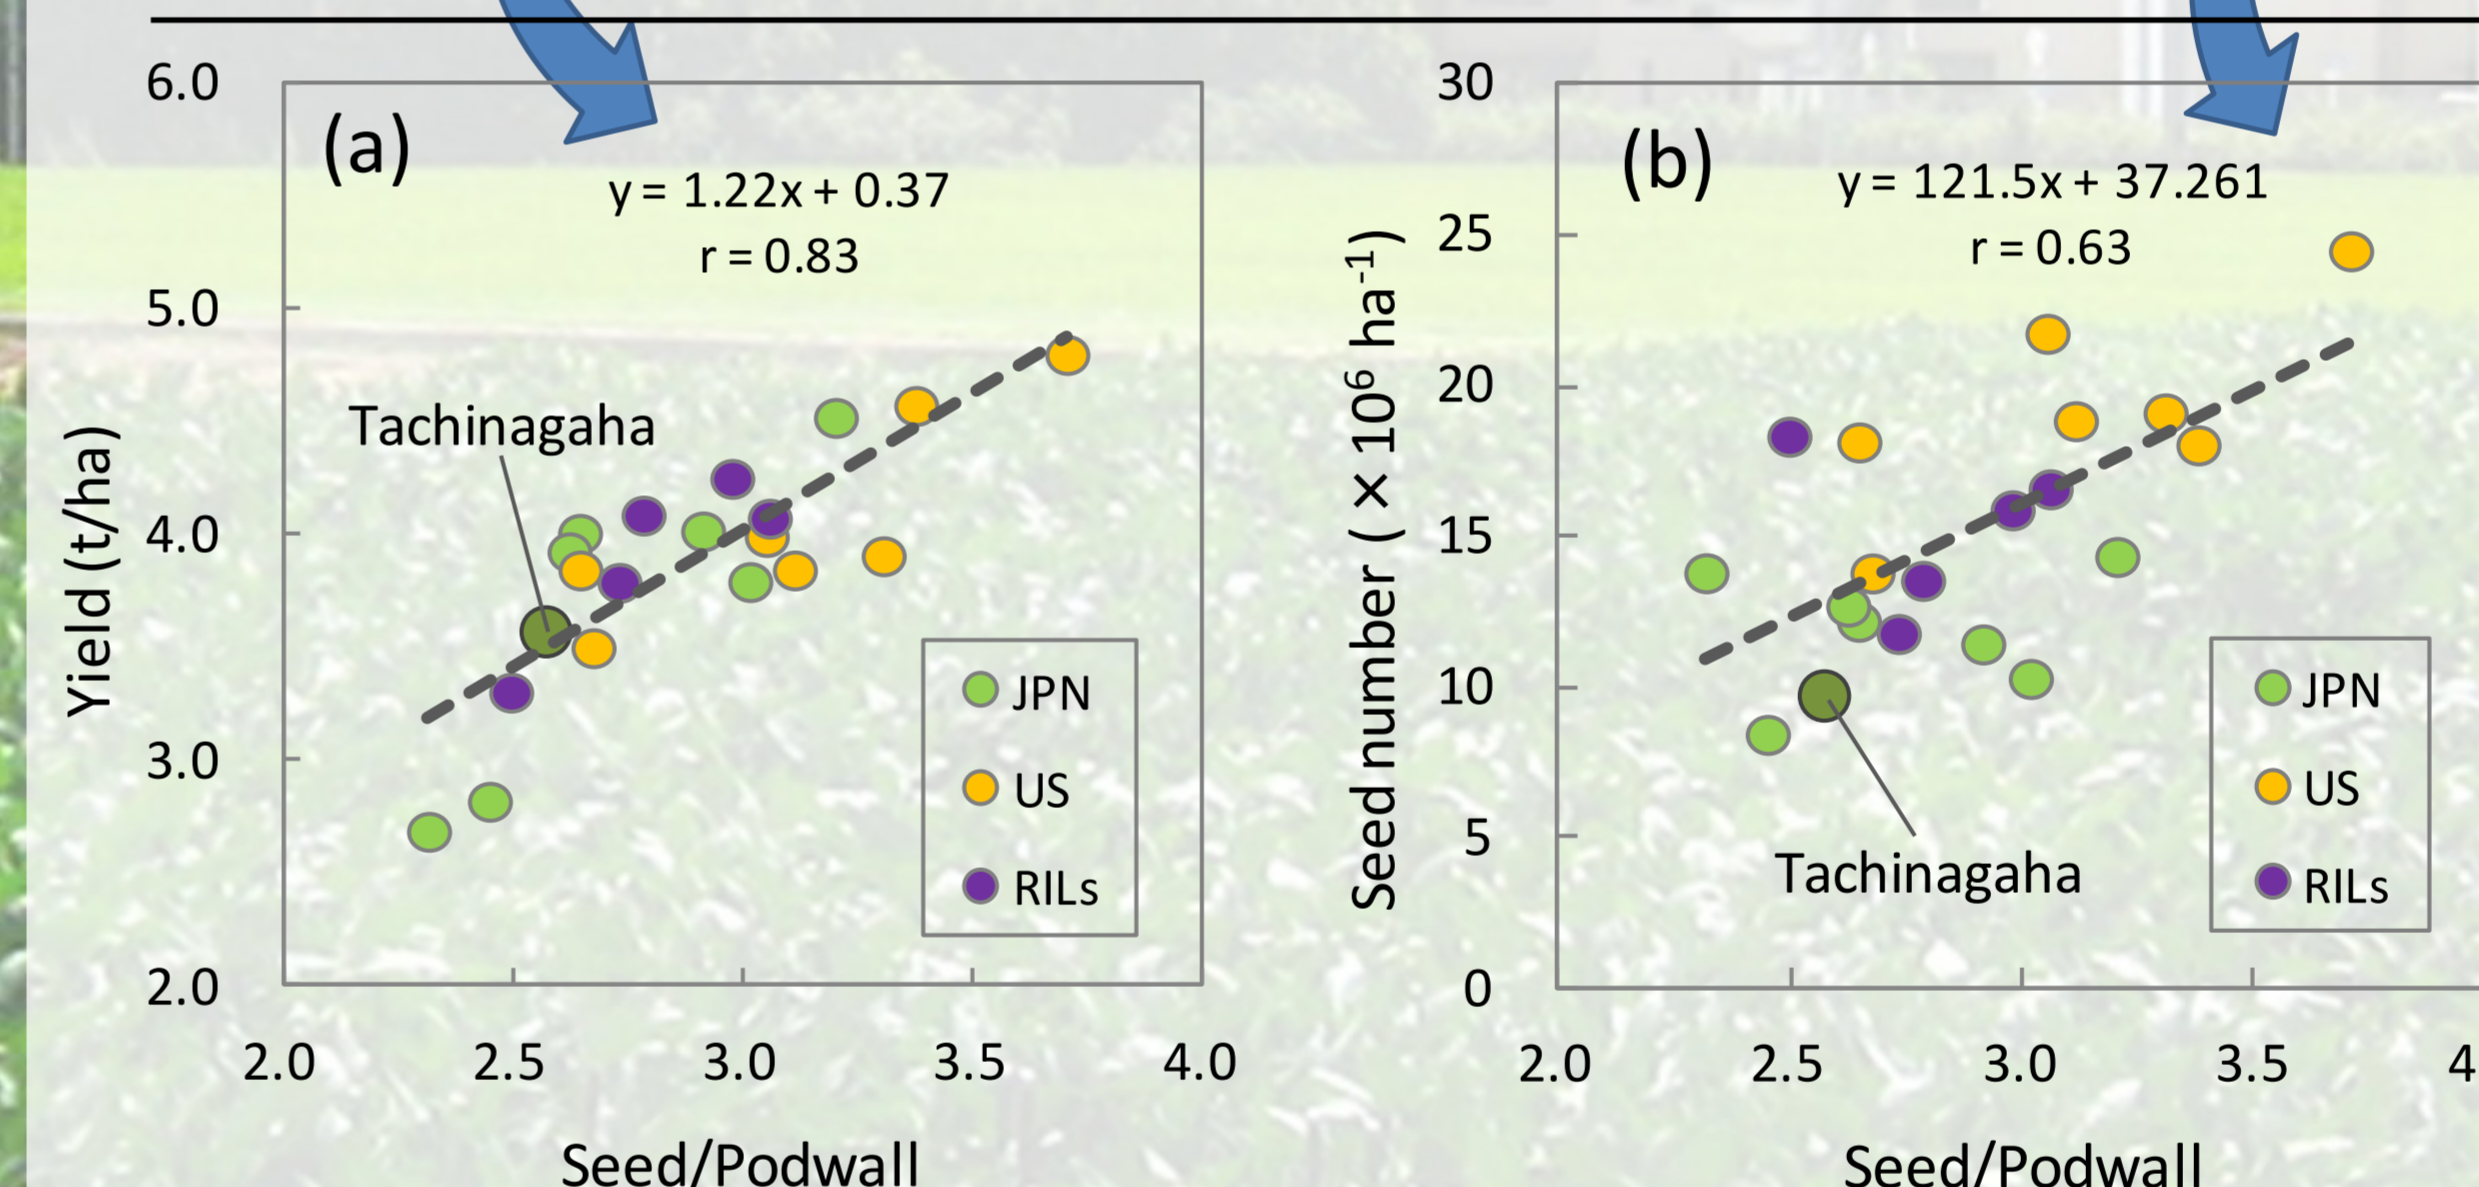 (a)
y = 1.22x + 0.37
r = 0.83
Tachinagaha
Yield (t/ha)
6.0
5.0
4.0
3.0
2.0
2.0
2.5
3.0
3.5
4.0
Seed/Podwall
JPN
US
RILs
(b)
y = 121.5x + 37.261
r = 0.63
Tachinagaha
Seed number ( × 10⁶ ha⁻¹)
30
25
20
15
10
5
0
2.0
2.5
3.0
3.5
4
Seed/Podwall
JPN
US
RILs